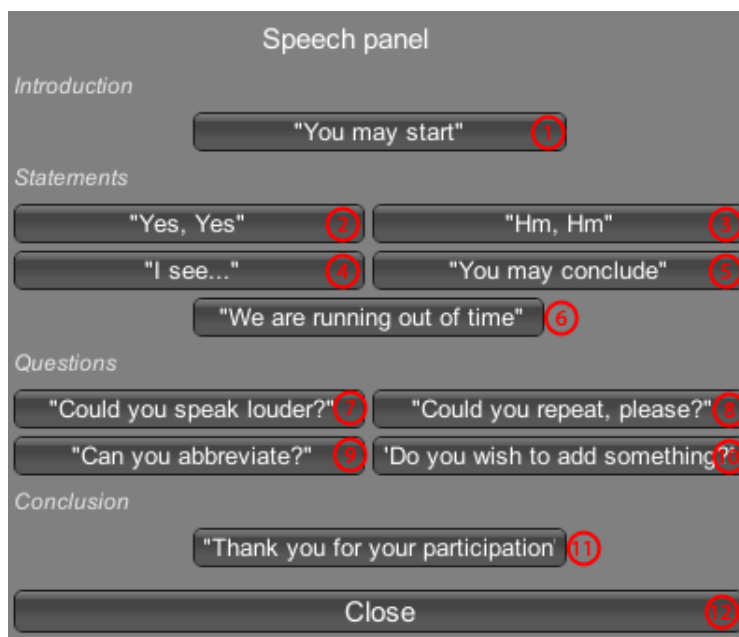 Speech panel
Introduction
"You may start" 1
Statements
"Yes, Yes" 2 "Hm, Hm" 3
"I see..." 4 "You may conclude" 5
"We are running out of time" 6
Questions
"Could you speak louder?" 7 "Could you repeat, please?" 8
"Can you abbreviate?" 9 'Do you wish to add something?' 10
Conclusion
"Thank you for your participation' 11
Close 12